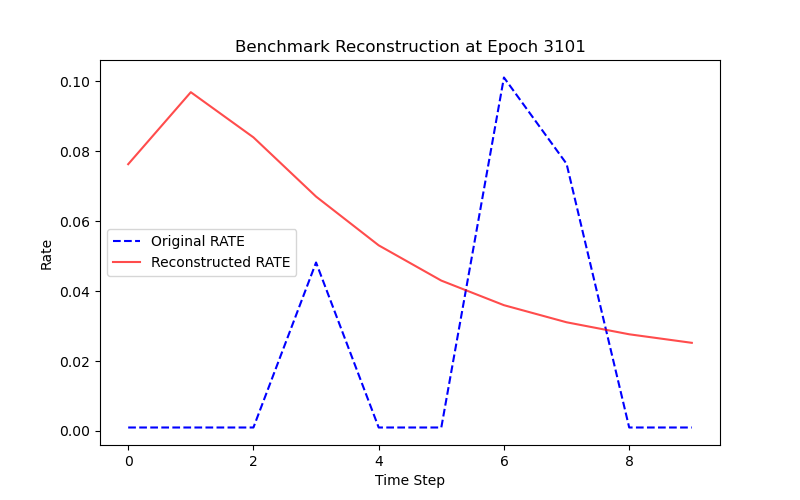 Benchmark Reconstruction at Epoch 3101
0.10
0.08
0.06
0.04
0.02
0.00
Rate
Original RATE
Reconstructed RATE
0
2
4
6
8
Time Step